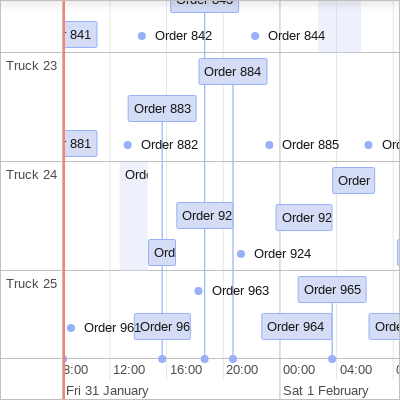 Order 843
841
Order 842
Order 844
Truck 23
Order 884
Order 883
881
Order 882
Order 885
Truck 24
Order
Order 92
Order 92
Ord
Order 924
Truck 25
Order 965
Order 963
Order 961
Order 96
Order 964
8:00 12:00 16:00 20:00 00:00 04:00
Fri 31 January Sat 1 February